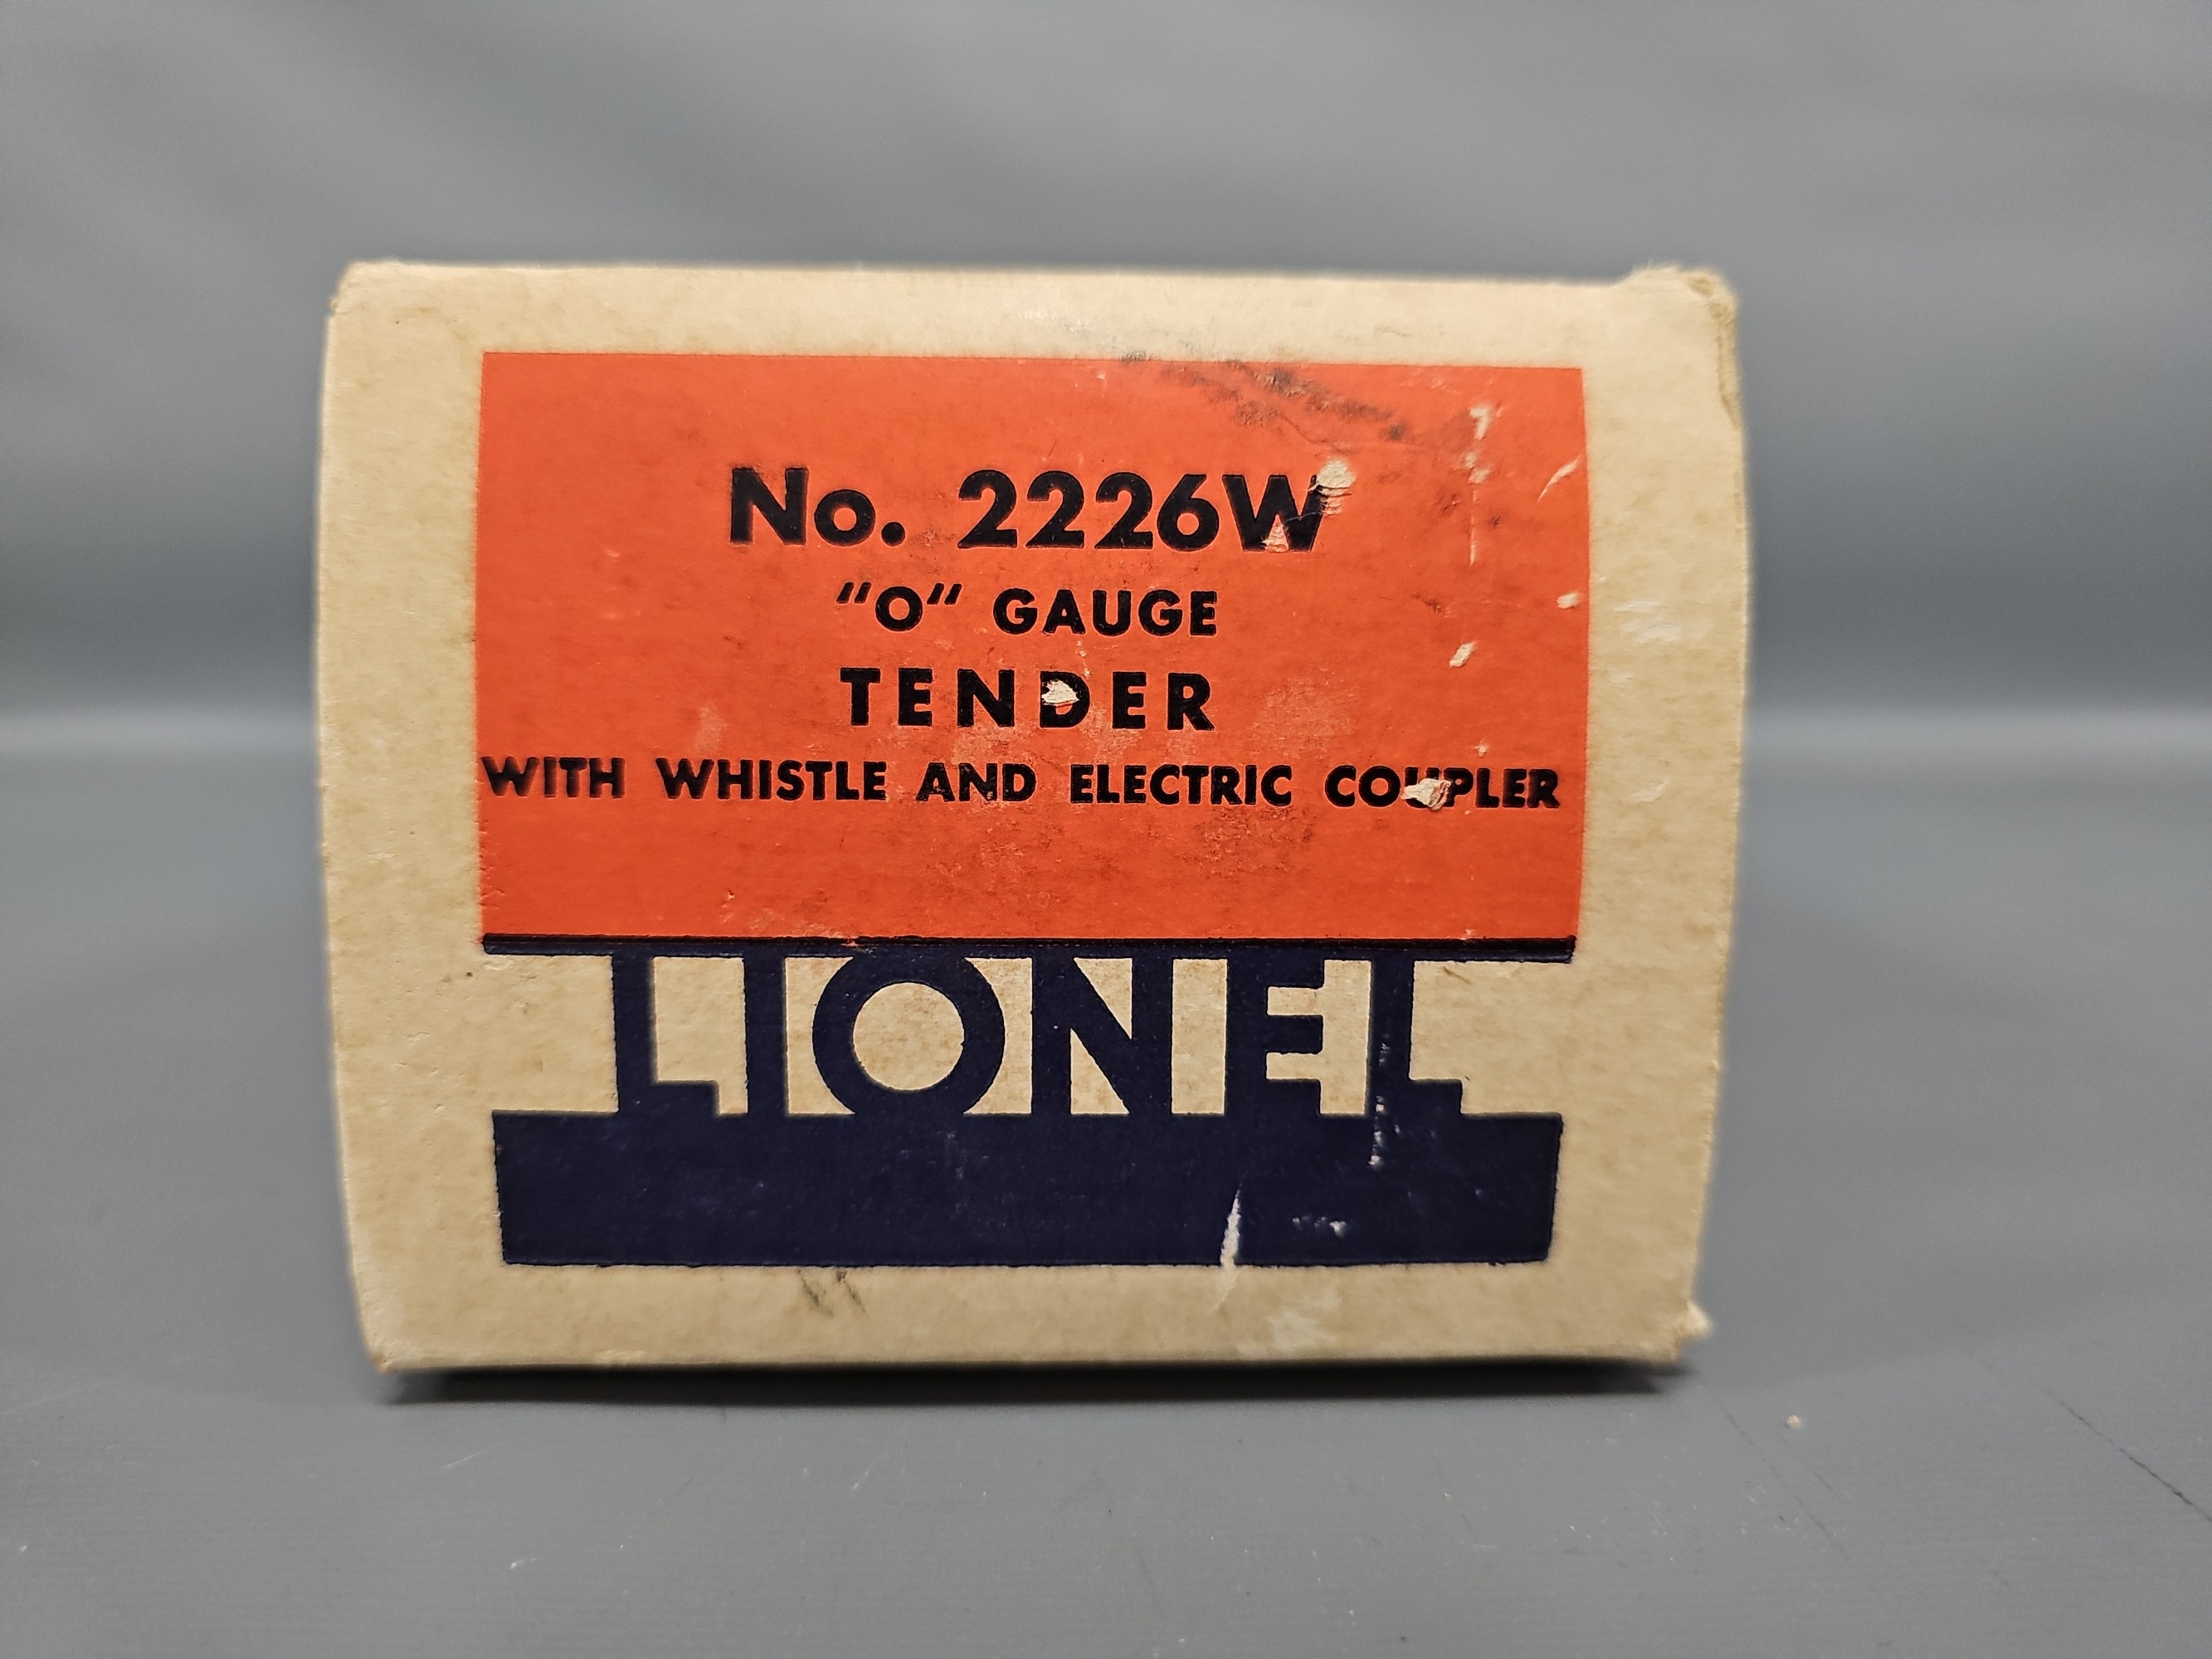 No. 2226W
"O" GAUGE
TENDER
WITH WHISTLE AND ELECTRIC COUPLER
LIONEL